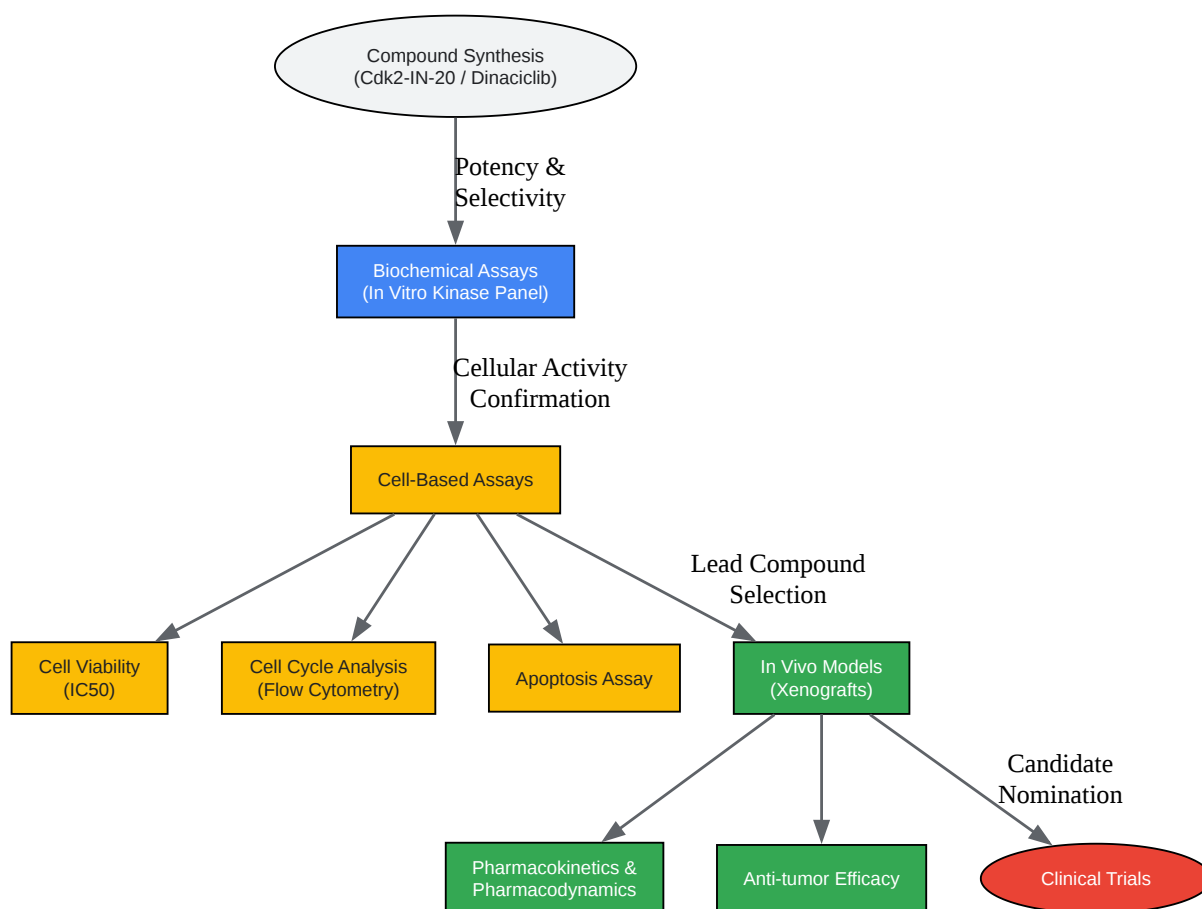 Compound Synthesis
(Cdk2-IN-20 / Dinaciclib)
Potency &
Selectivity
Biochemical Assays
(In Vitro Kinase Panel)
Cellular Activity
Confirmation
Cell-Based Assays
Lead Compound
Selection
Cell Viability
(IC50)
Cell Cycle Analysis
(Flow Cytometry)
Apoptosis Assay
In Vivo Models
(Xenografts)
Candidate
Nomination
Pharmacokinetics &
Pharmacodynamics
Anti-tumor Efficacy
Clinical Trials